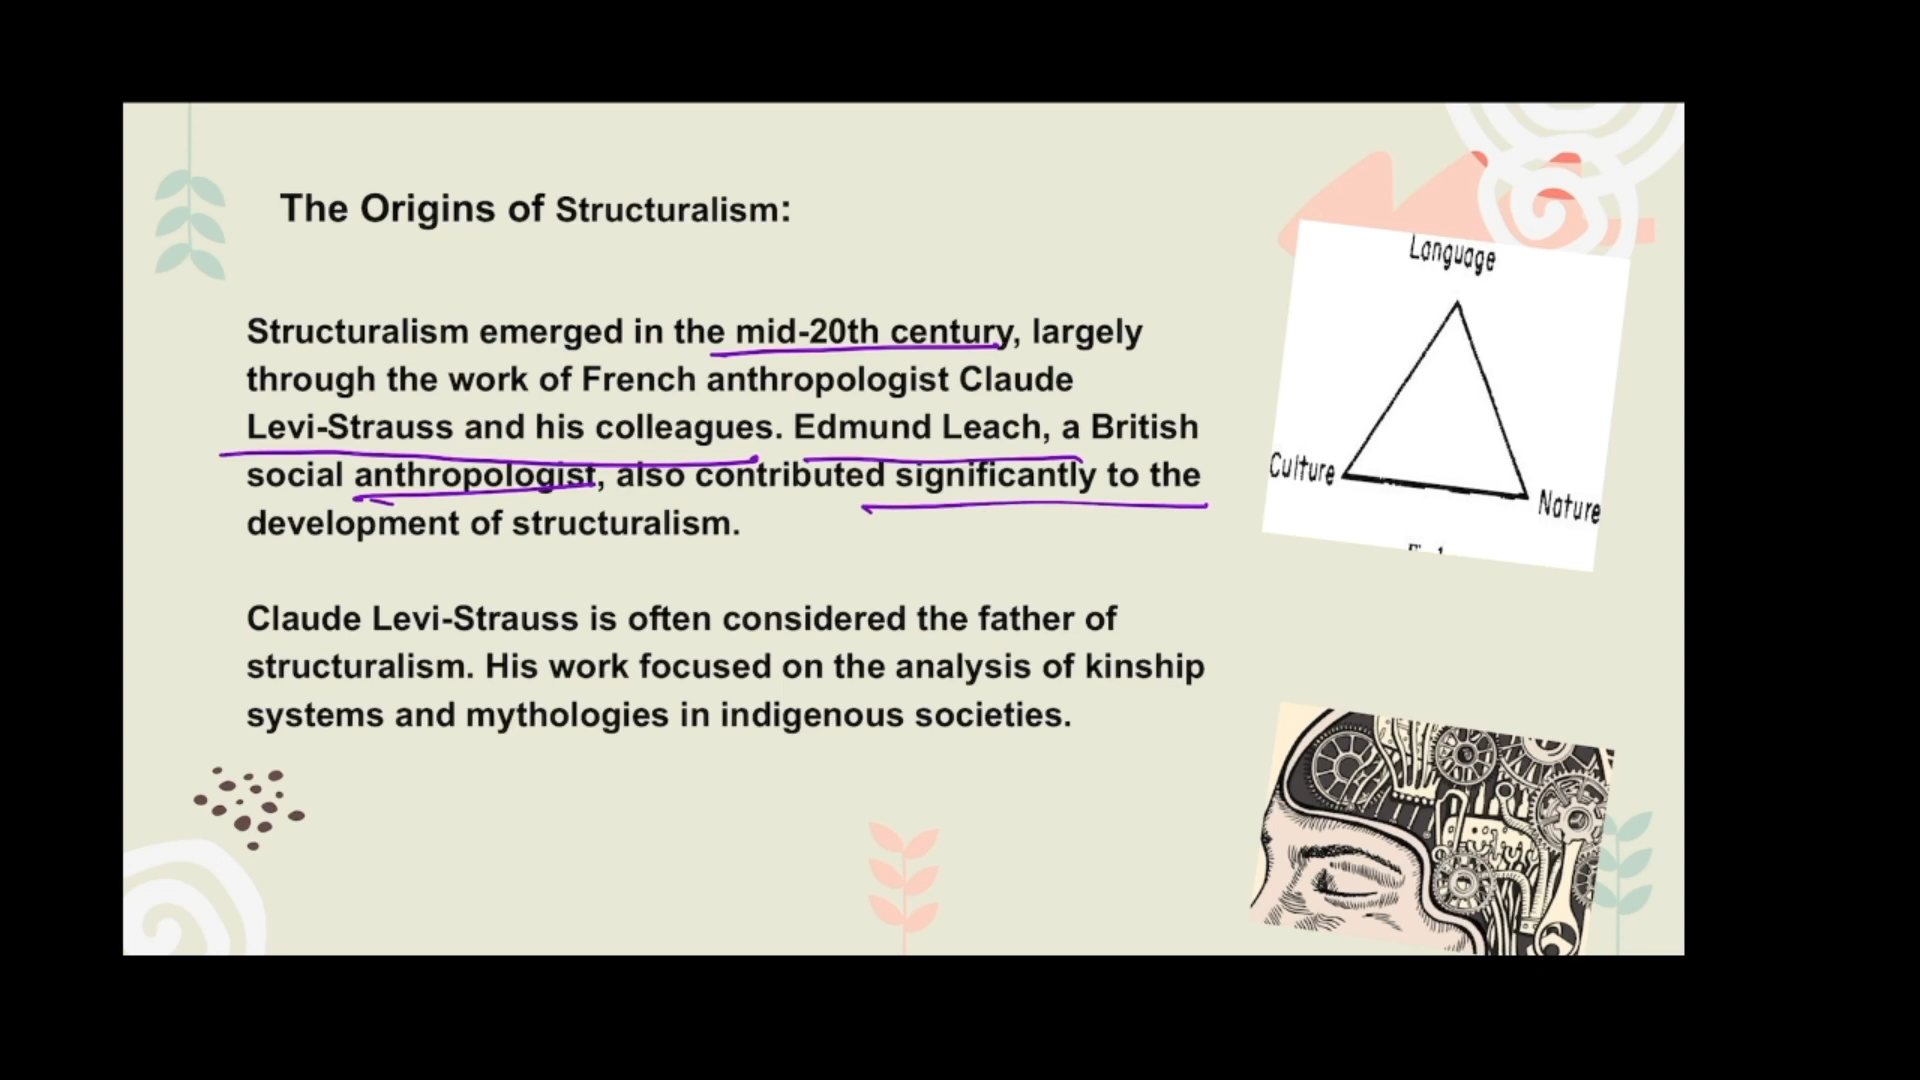 The Origins of Structuralism:
Structuralism emerged in the mid-20th century, largely
through the work of French anthropologist Claude
Levi-Strauss and his colleagues. Edmund Leach, a British
social anthropologist, also contributed significantly to the
development of structuralism.
Claude Levi-Strauss is often considered the father of
structuralism. His work focused on the analysis of kinship
systems and mythologies in indigenous societies.
Language
Culture
Nature